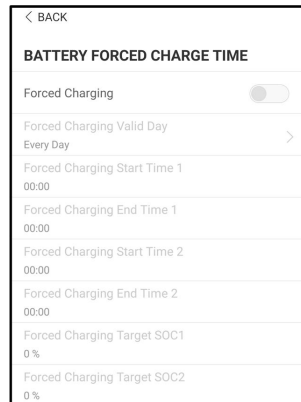 < BACK
BATTERY FORCED CHARGE TIME
Forced Charging
Forced Charging Valid Day
Every Day
Forced Charging Start Time 1
00:00
Forced Charging End Time 1
00:00
Forced Charging Start Time 2
00:00
Forced Charging End Time 2
00:00
Forced Charging Target SOC1
0 %
Forced Charging Target SOC2
0 %